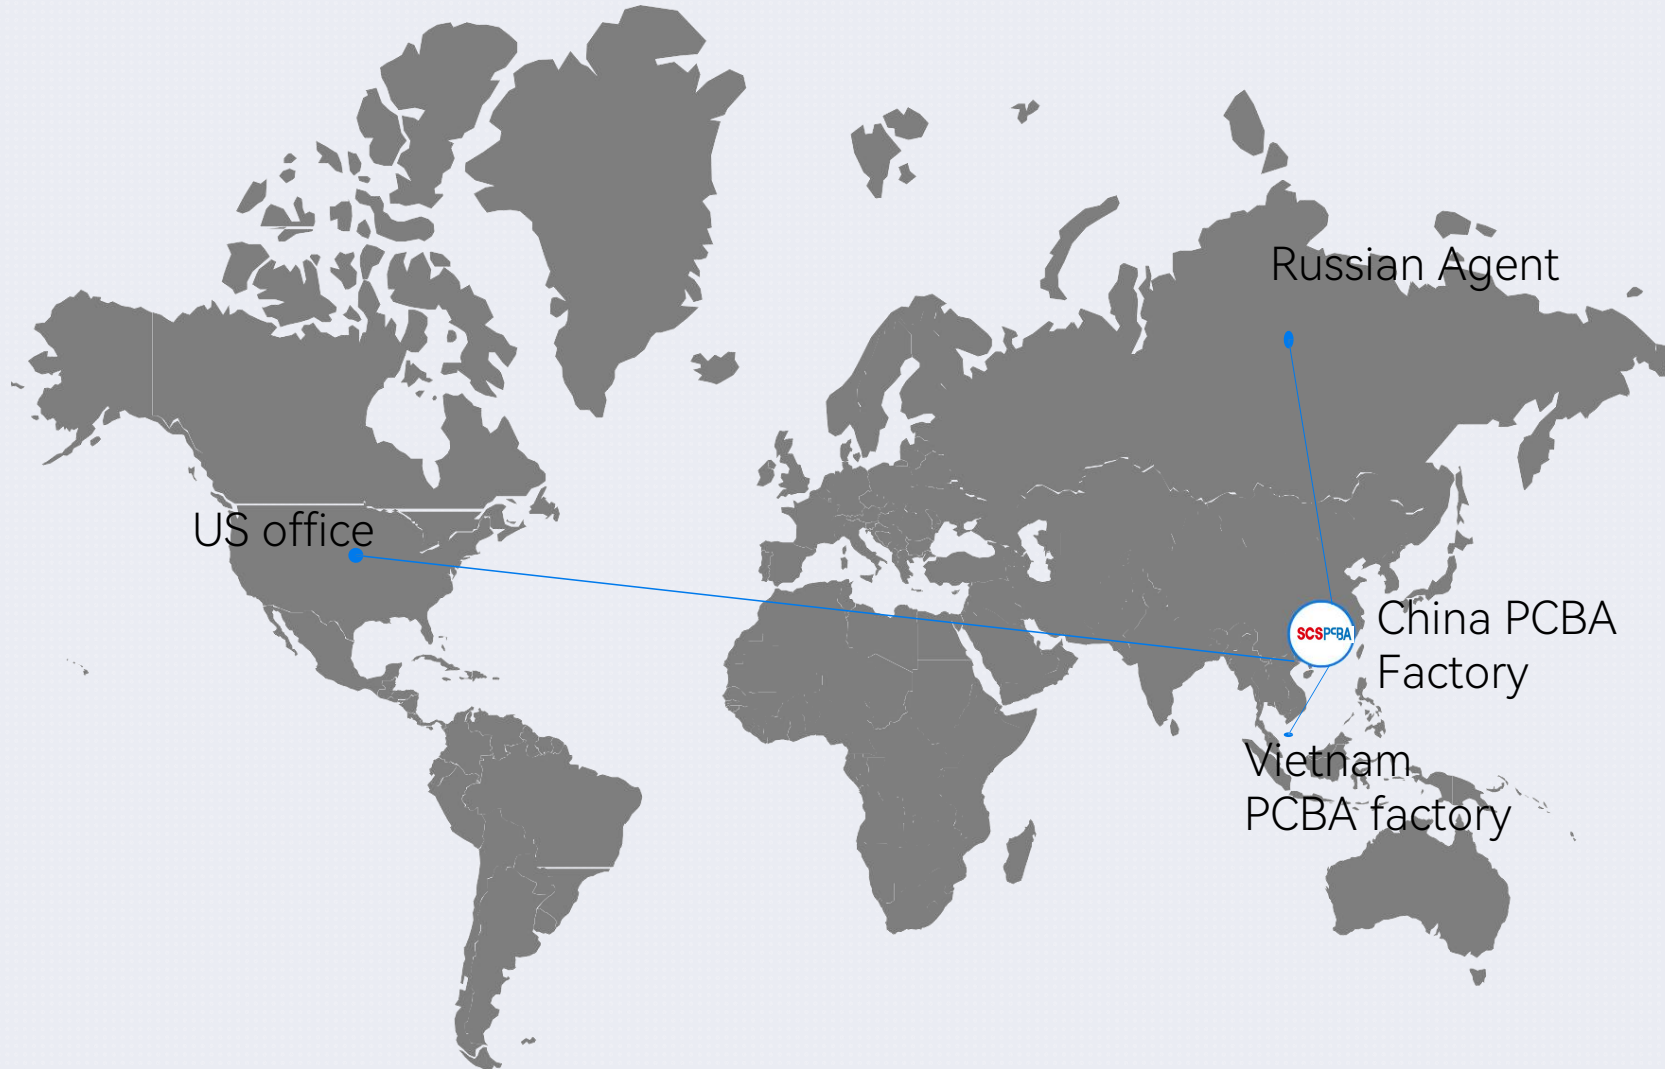 Russian Agent
US office
SCSPCBA
China PCBA
Factory
Vietnam
PCBA factory